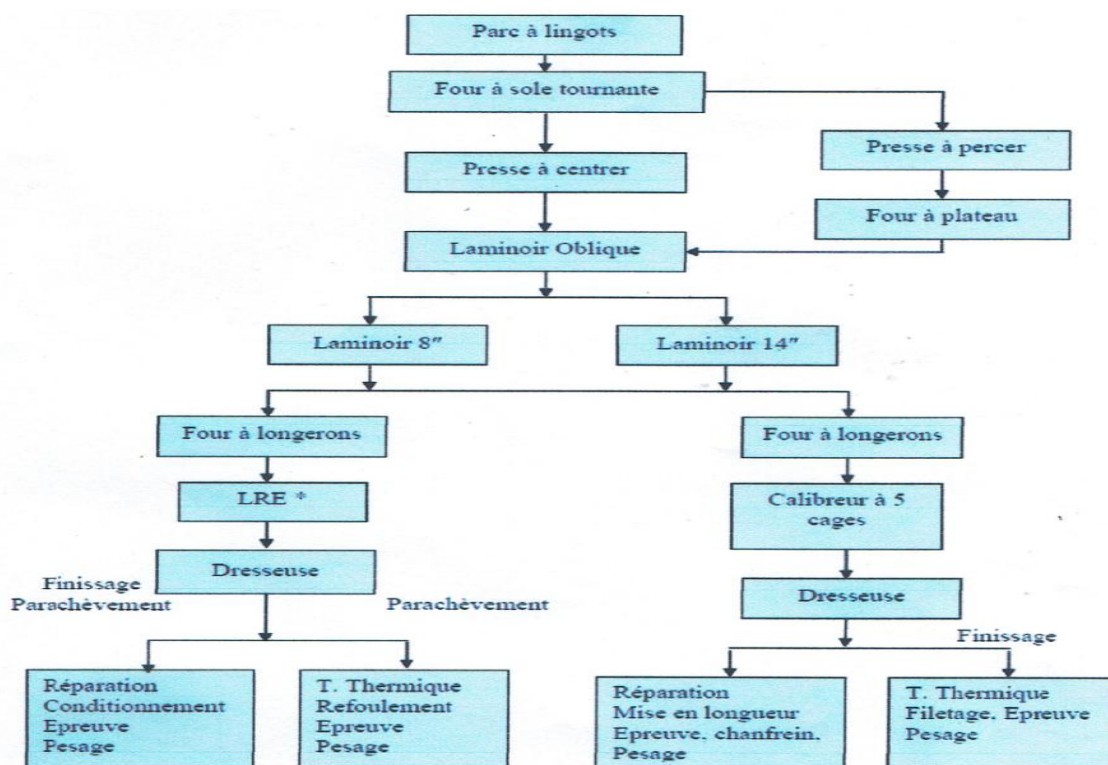 Parc à lingots
Four à sole tournante
Presse à percer
Presse à centrer
Four à plateau
Laminoir Oblique
Laminoir 8″
Laminoir 14″
Four à longerons
Four à longerons
LRE *
Calibreur à 5
cages
Dresseuse
Finissage
Parachèvement
Parachèvement
Dresseuse
Finissage
Réparation
Conditionnement
Epreuve
Pesage
T. Thermique
Refoulement
Epreuve
Pesage
Réparation
Mise en longueur
Epreuve, chanfrein,
Pesage
T. Thermique
Filetage, Epreuve
Pesage